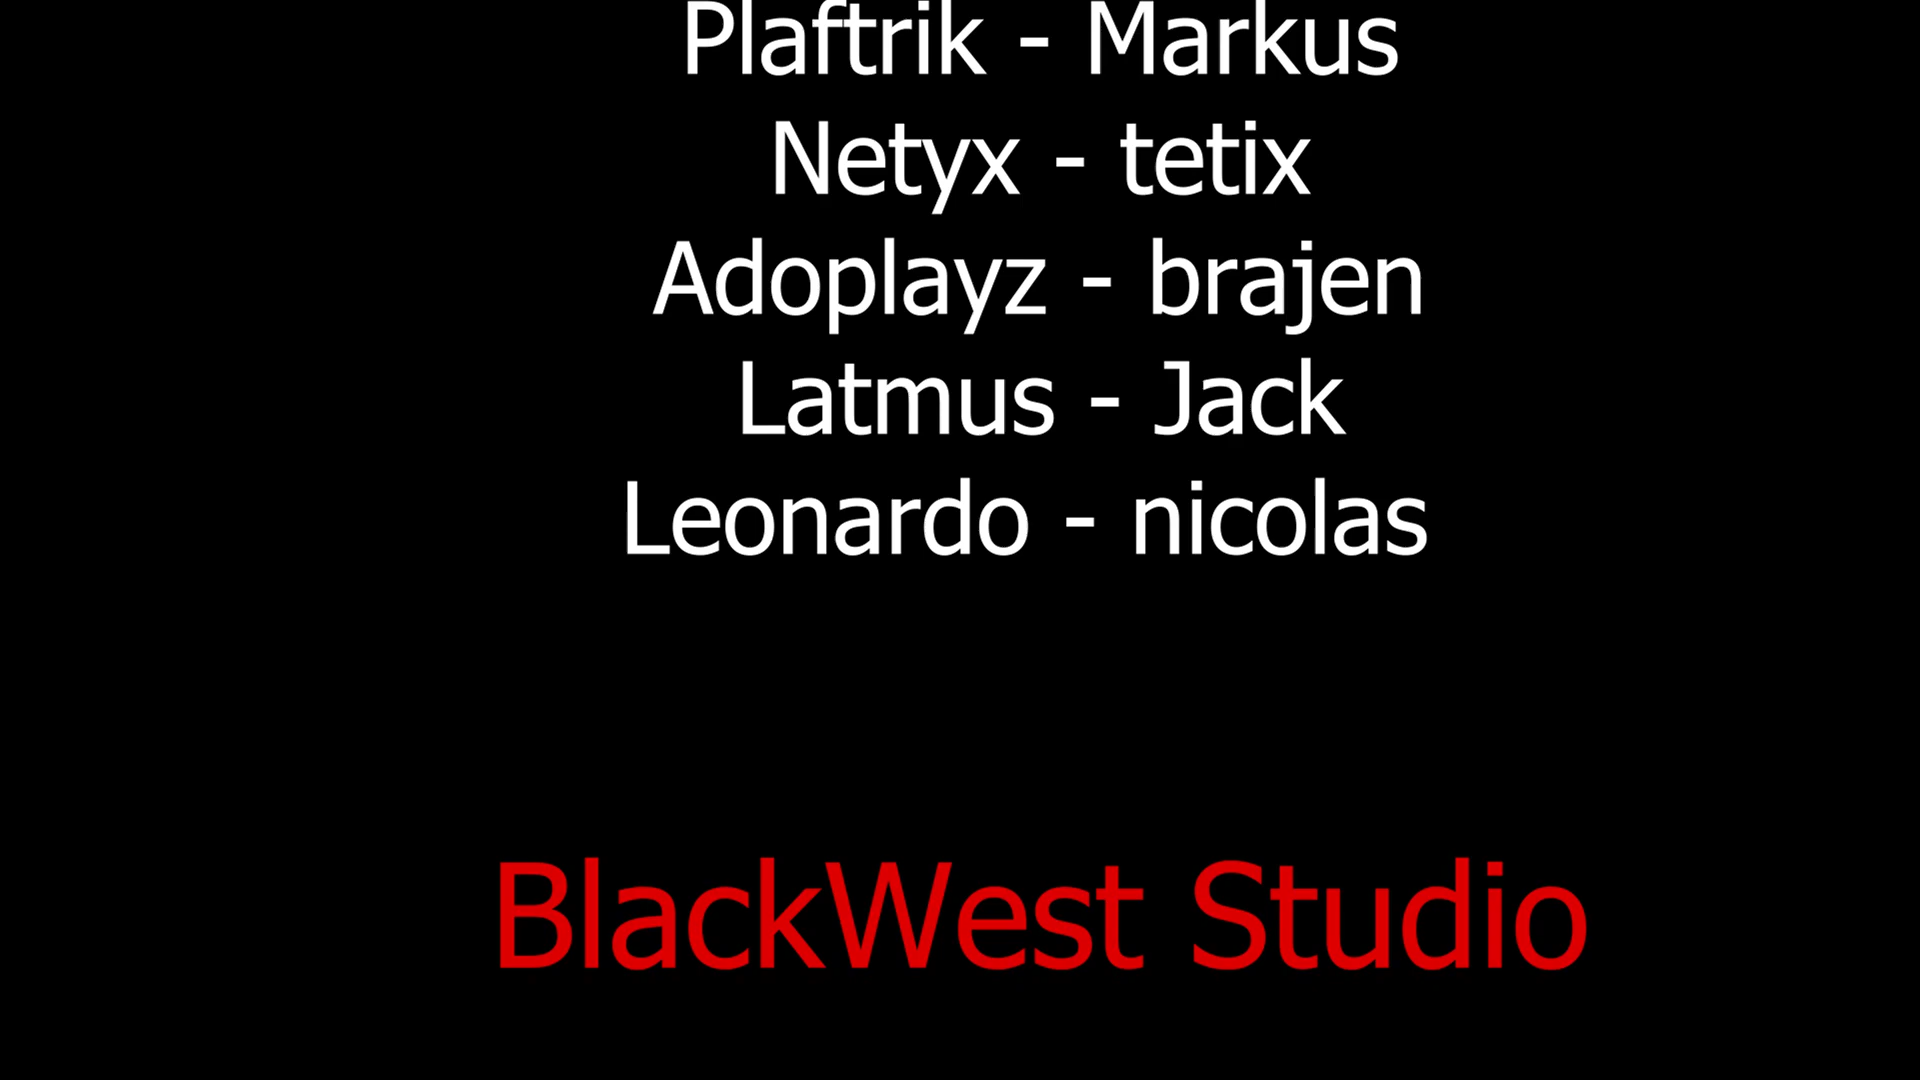 Plaftrik - Markus
Netyx - tetix
Adoplayz - brajen
Latmus - Jack
Leonardo - nicolas
BlackWest Studio